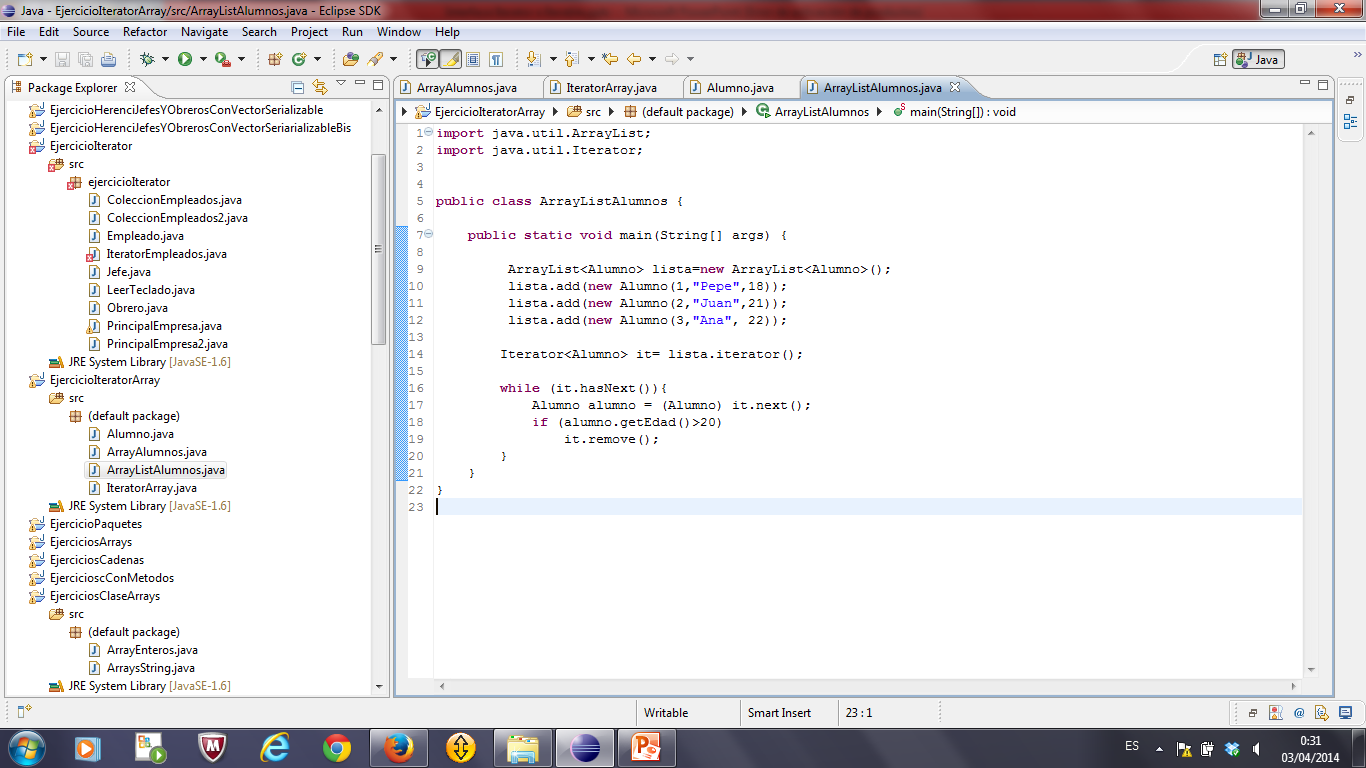 Java - EjercicioIteratorArray/src/ArrayListAlumnos.java - Eclipse SDK
File Edit Source Refactor Navigate Search Project Run Window Help
Java
Package Explorer
EjercicioHerenciJefesYObrerosConVectorSerializable
EjercicioHerenciJefesYObrerosConVectorSeriarializableBis
EjercicioIterator
src
ejercicioIterator
ColeccionEmpleados.java
ColeccionEmpleados2.java
Empleado.java
IteratorEmpleados.java
Jefe.java
LeerTeclado.java
Obrero.java
PrincipalEmpresa.java
PrincipalEmpresa2.java
JRE System Library [JavaSE-1.6]
EjercicioIteratorArray
src
(default package)
Alumno.java
ArrayAlumnos.java
ArrayListAlumnos.java
IteratorArray.java
JRE System Library [JavaSE-1.6]
EjercicioPaquetes
EjerciciosArrays
EjerciciosCadenas
EjercicioscConMetodos
EjerciciosClaseArrays
src
(default package)
ArrayEnteros.java
ArraysString.java
JRE System Library [JavaSE-1.6]
ArrayAlumnos.java IteratorArray.java Alumno.java ArrayListAlumnos.java
EjercicioIteratorArray src (default package) ArrayListAlumnos main(String[]) : void
1 import java.util.ArrayList;
2 import java.util.Iterator;
3
4
5 public class ArrayListAlumnos {
6
7 public static void main(String[] args) {
8
9 ArrayList<Alumno> lista=new ArrayList<Alumno>();
10 lista.add(new Alumno(1,"Pepe",18));
11 lista.add(new Alumno(2,"Juan",21));
12 lista.add(new Alumno(3,"Ana", 22));
13
14 Iterator<Alumno> it= lista.iterator();
15
16 while (it.hasNext()){
17 Alumno alumno = (Alumno) it.next();
18 if (alumno.getEdad()>20)
19 it.remove();
20 }
21 }
22 }
23
Writable Smart Insert 23 : 1
ES 0:31
03/04/2014